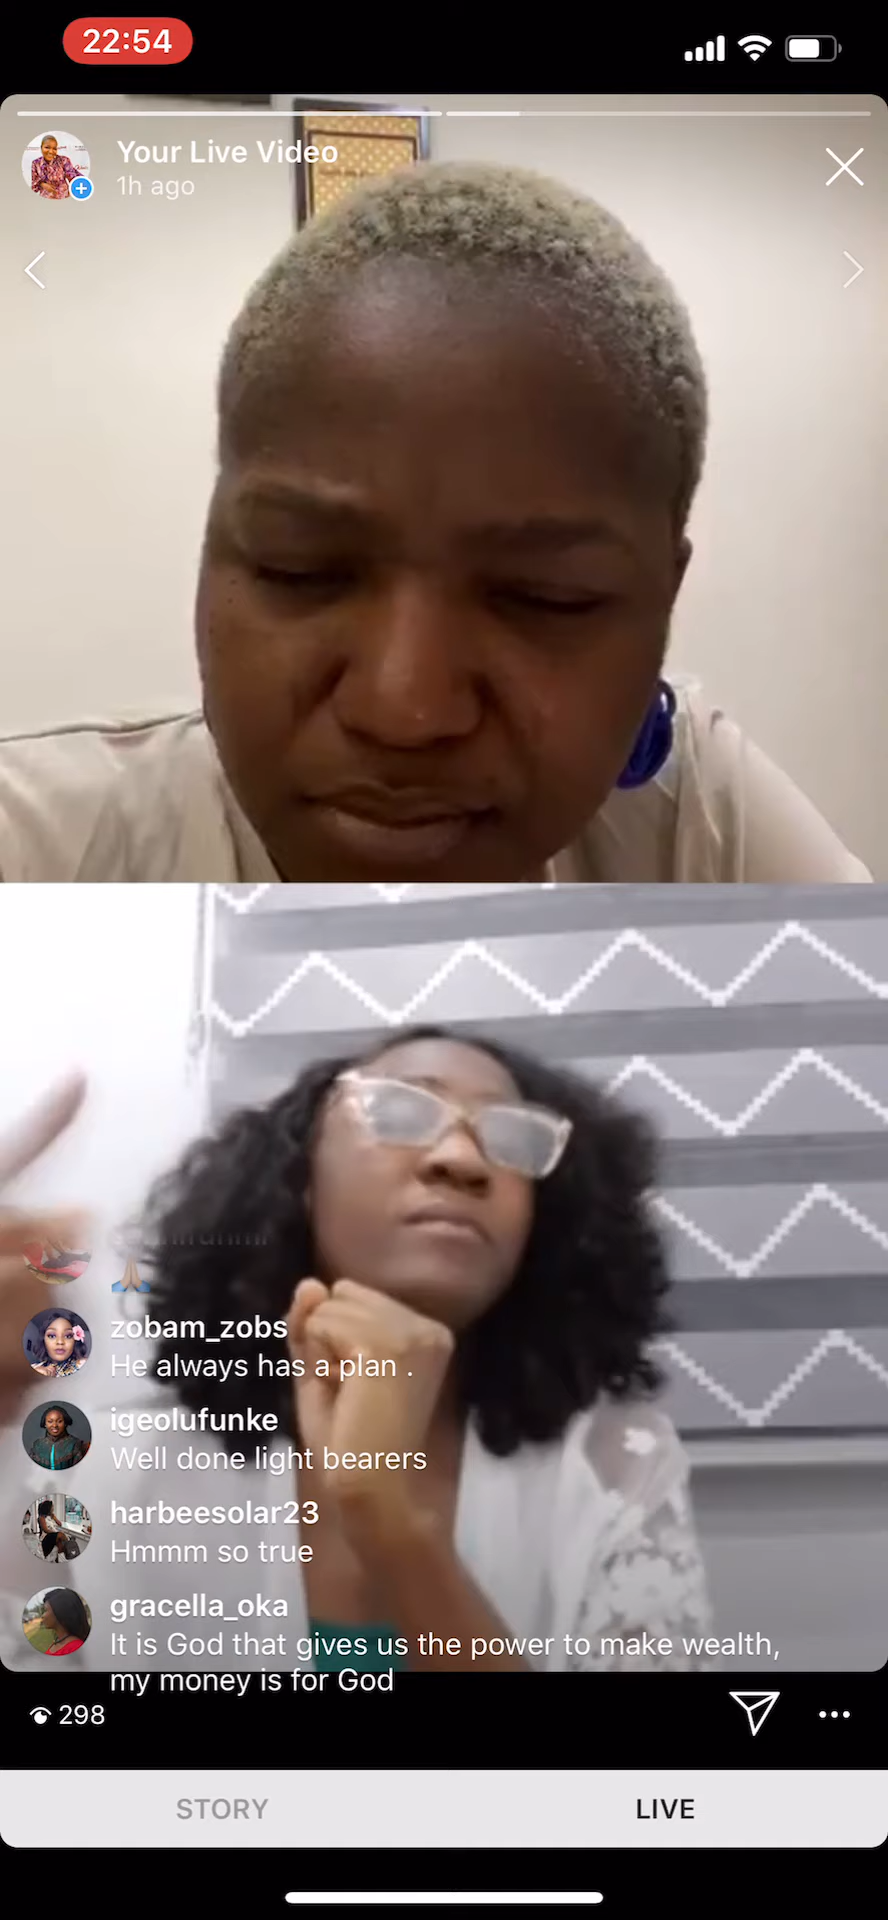 22:54
Your Live Video
1h ago
zobam_zobs
He always has a plan .
igeolufunke
Well done light bearers
harbeesolar23
Hmmm so true
gracella_oka
It is God that gives us the power to make wealth,
my money is for God
298
STORY
LIVE